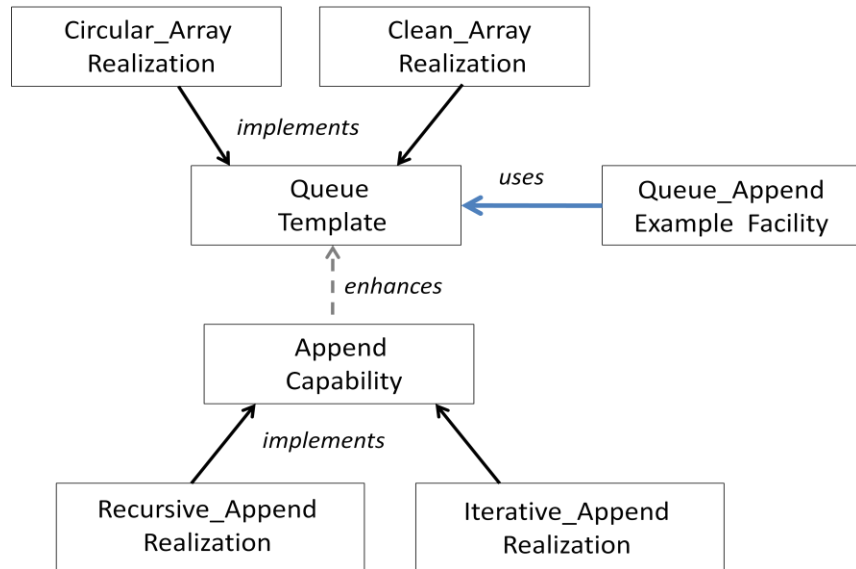 Circular_Array
Realization
Clean_Array
Realization
implements
Queue
Template
uses
Queue_Append
Example Facility
enhances
Append
Capability
implements
Recursive_Append
Realization
Iterative_Append
Realization